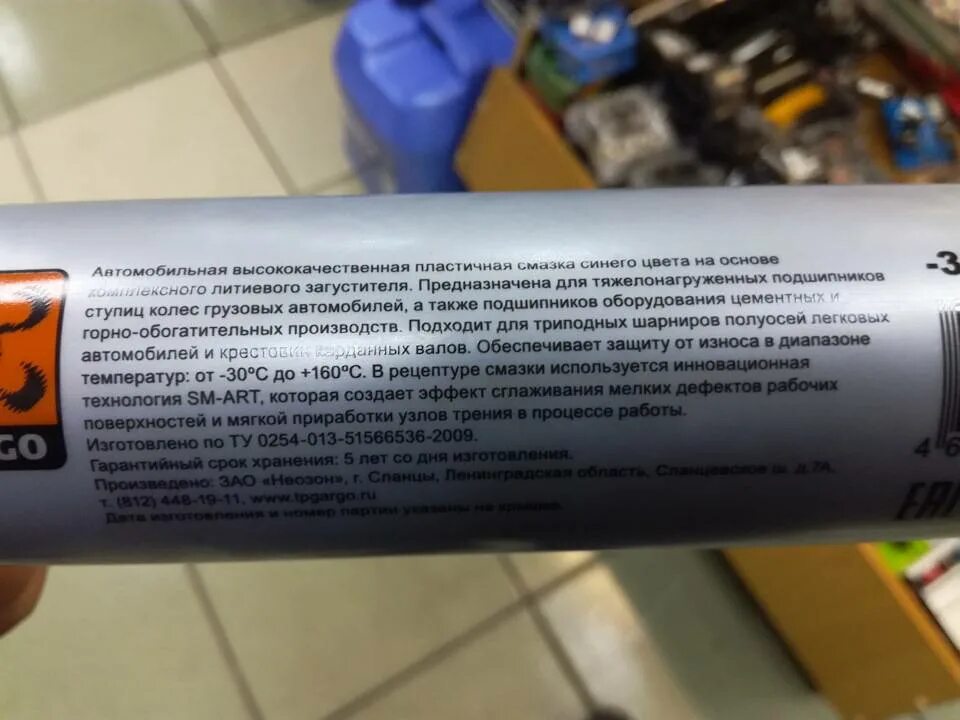 Автомобильная высококачественная пластичная смазка синего цвета на основе
комплексного литиевого загустителя. Предназначена для тяжелонагруженных подшипников
ступиц колес грузовых автомобилей, а также подшипников оборудования цементных и
горно-обогатительных производств. Подходит для триподных шарниров полуосей легковых
автомобилей и крестовин карданных валов. Обеспечивает защиту от износа в диапазоне
температур: от -30°C до +160°C. В рецептуре смазки используется инновационная
технология SM-ART, которая создает эффект сглаживания мелких дефектов рабочих
поверхностей и мягкой приработки узлов трения в процессе работы.
Изготовлено по ТУ 0254-013-51566536-2009.
Гарантийный срок хранения: 5 лет со дня изготовления.
Произведено: ЗАО «Неозон», г. Сланцы, Ленинградская область, Сланцевское ш. д.7А,
т. (812) 448-19-11, www.tpgargo.ru
Дата изготовления и номер партии указаны на крышке.
GO
-3
4 6
EAC